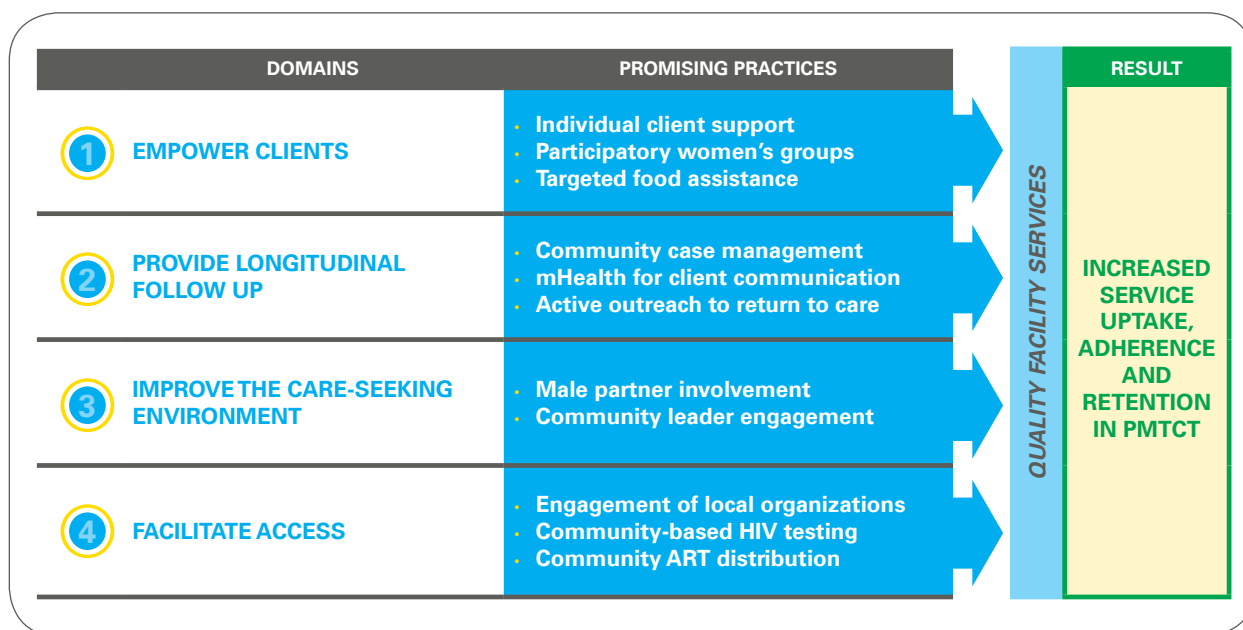 DOMAINS
PROMISING PRACTICES
RESULT
1
EMPOWER CLIENTS
• Individual client support
• Participatory women's groups
• Targeted food assistance
2
PROVIDE LONGITUDINAL
FOLLOW UP
• Community case management
• mHealth for client communication
• Active outreach to return to care
3
IMPROVE THE CARE-SEEKING
ENVIRONMENT
• Male partner involvement
• Community leader engagement
4
FACILITATE ACCESS
• Engagement of local organizations
• Community-based HIV testing
• Community ART distribution
QUALITY FACILITY SERVICES
INCREASED
SERVICE
UPTAKE,
ADHERENCE
AND
RETENTION
IN PMTCT